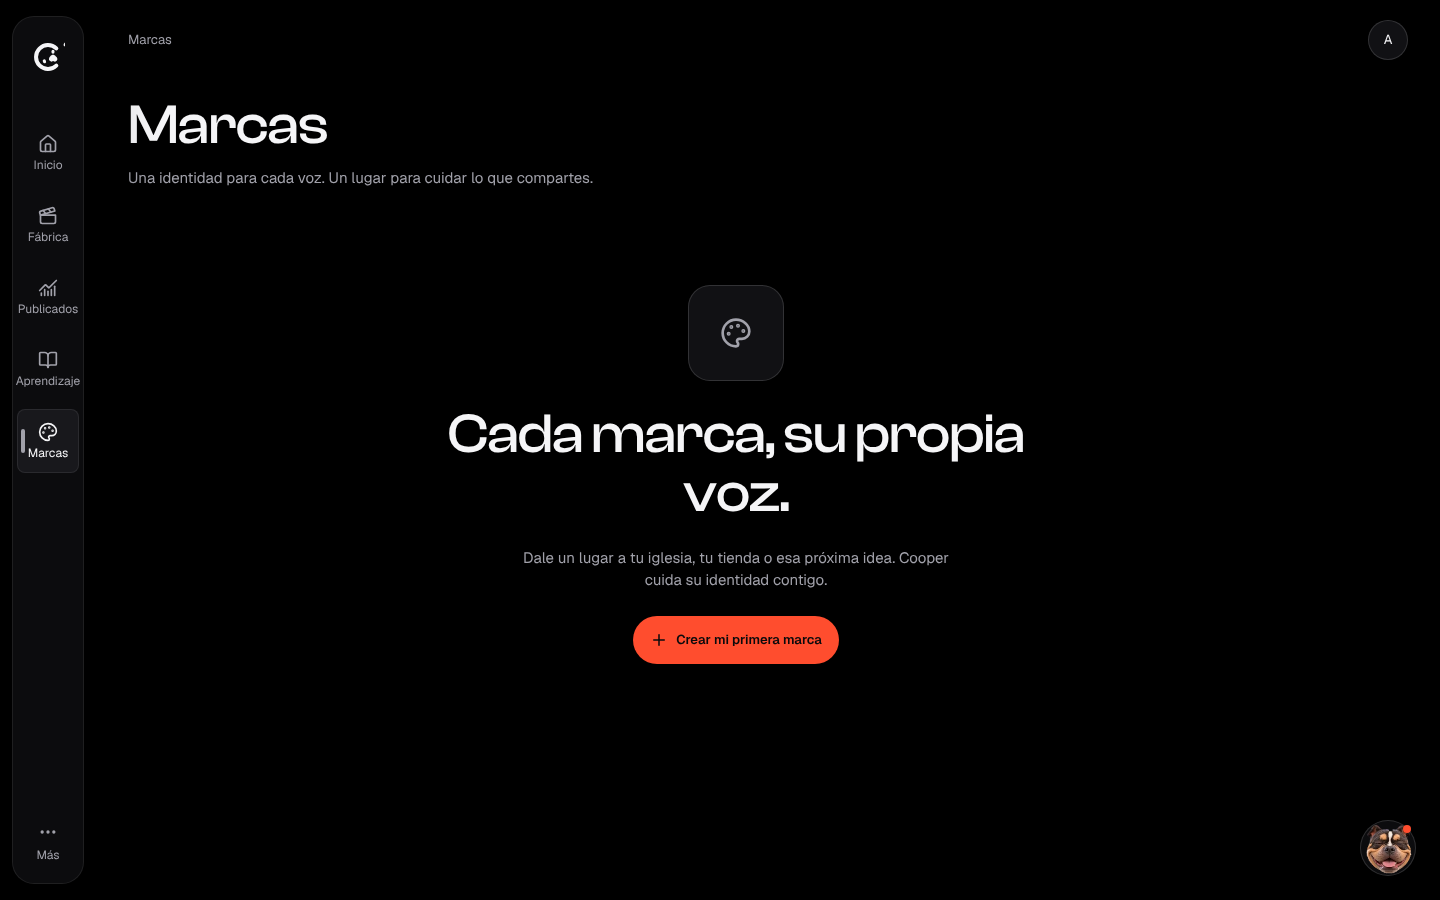 Marcas
A
Marcas
Una identidad para cada voz. Un lugar para cuidar lo que compartes.
Inicio
Fábrica
Publicados
Aprendizaje
Marcas
Cada marca, su propia
voz.
Dale un lugar a tu iglesia, tu tienda o esa próxima idea. Cooper
cuida su identidad contigo.
Crear mi primera marca
Más